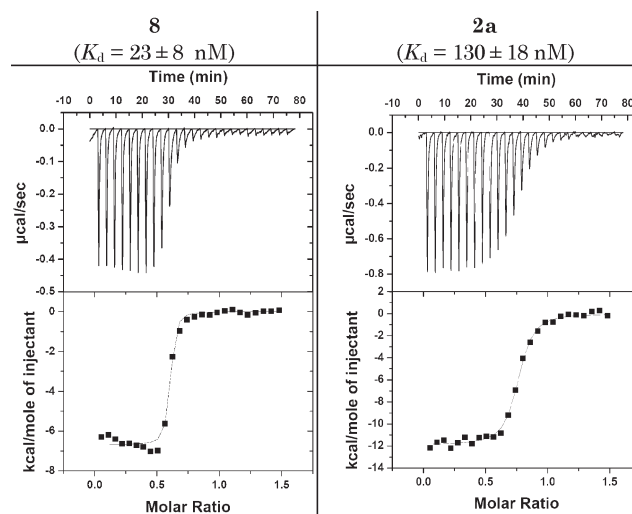 8
(Kd = 23 ± 8 nM)
Time (min)
-10 0 10 20 30 40 50 60 70 80
0.0
-0.1
-0.2
-0.3
-0.4
-0.5
µcal/sec
0
-2
-4
-6
-8
kcal/mole of injectant
0.0 0.5 1.0 1.5
Molar Ratio
2a
(Kd = 130 ± 18 nM)
Time (min)
-10 0 10 20 30 40 50 60 70 80
0.0
-0.2
-0.4
-0.6
-0.8
µcal/sec
2
0
-2
-4
-6
-8
-10
-12
-14
kcal/mole of injectant
0.0 0.5 1.0 1.5
Molar Ratio